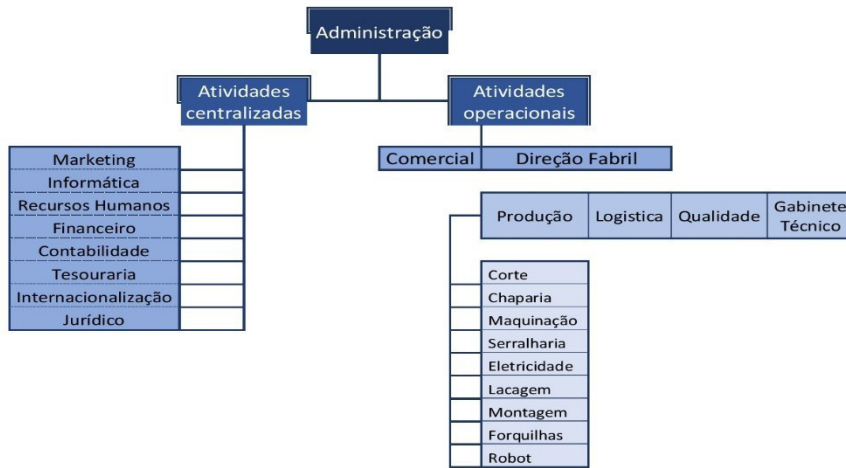 Administração
Atividades
centralizadas
Atividades
operacionais
Marketing
Informática
Recursos Humanos
Financeiro
Contabilidade
Tesouraria
Internacionalização
Jurídico
Comercial
Direção Fabril
Produção
Logistica
Qualidade
Gabinete
Técnico
Corte
Chaparia
Maquinação
Serralharia
Eletricidade
Lacagem
Montagem
Forquilhas
Robot